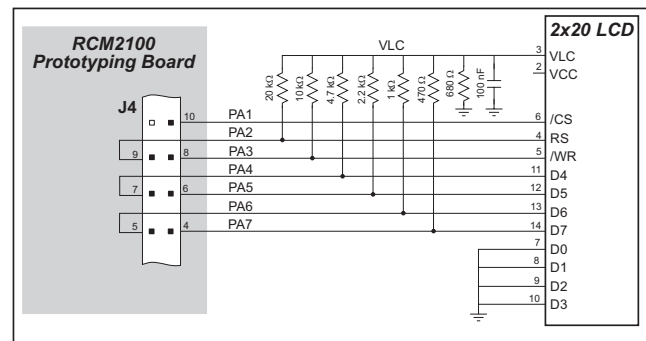 RCM2100
Prototyping Board
2x20 LCD
VLC
3
VLC
2
VCC
20 kΩ
10 kΩ
4.7 kΩ
2.2 kΩ
1 kΩ
470 Ω
680 Ω
100 nF
J4
10
PA1
6
/CS
PA2
4
RS
9
8
PA3
5
/WR
PA4
11
D4
7
6
PA5
12
D5
PA6
13
D6
5
4
PA7
14
D7
7
D0
8
D1
9
D2
10
D3